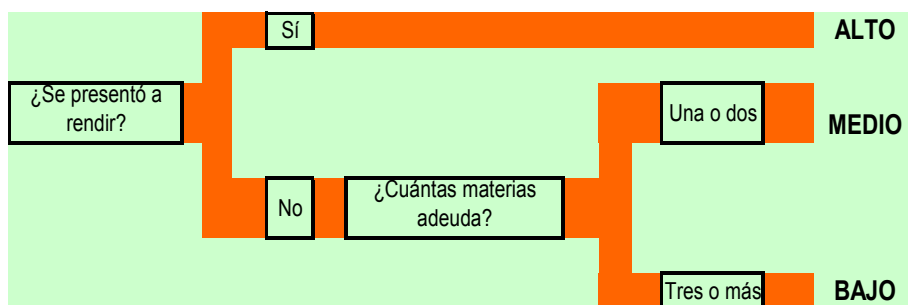 Sí
ALTO
¿Se presentó a
rendir?
Una o dos
MEDIO
No
¿Cuántas materias
adeuda?
Tres o más
BAJO